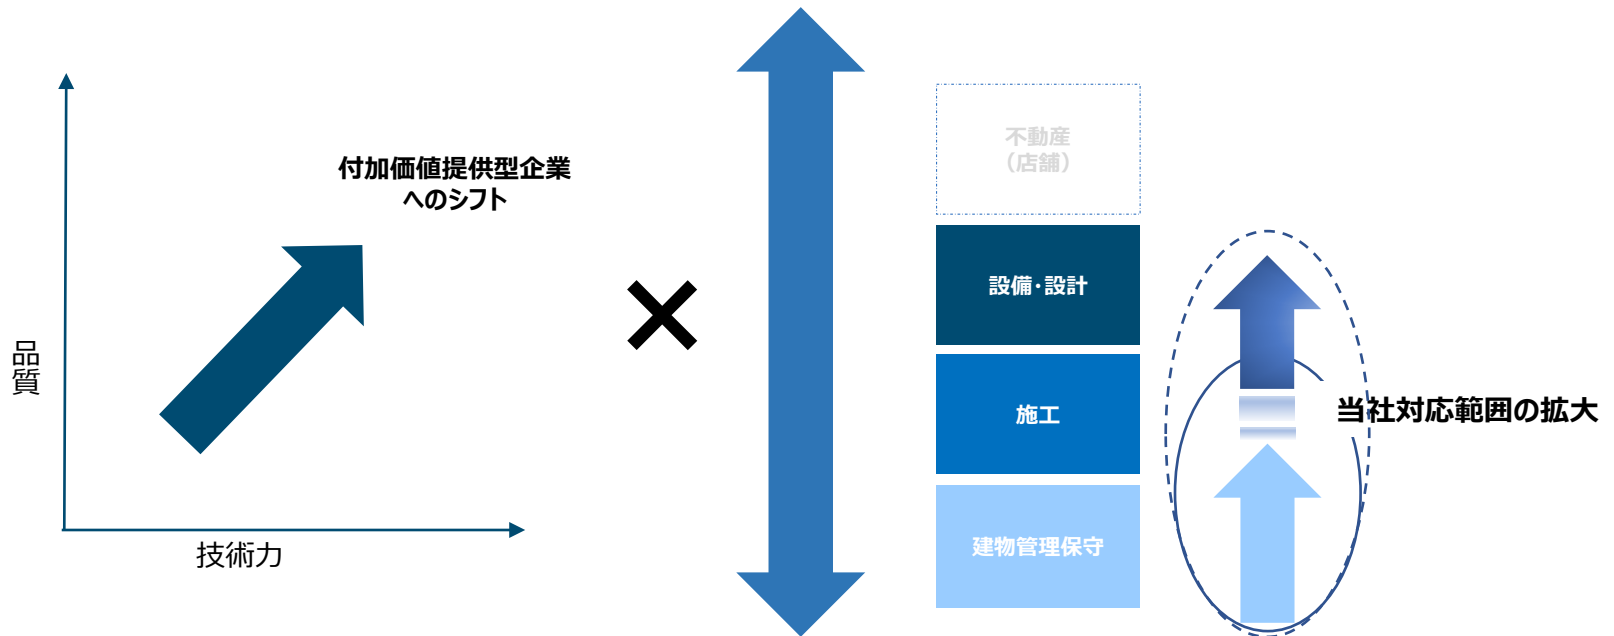 付加価値提供型企業
へのシフト
品質
技術力
不動産
（店舗）
設備・設計
施工
建物管理保守
当社対応範囲の拡大